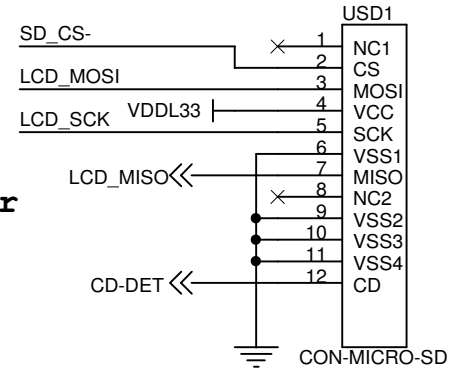 USD1
SD_CS-
1 NC1
2 CS
LCD_MOSI
3 MOSI
VDDL33
4 VCC
LCD_SCK
5 SCK
6 VSS1
LCD_MISO
7 MISO
8 NC2
r
9 VSS2
10 VSS3
11 VSS4
CD-DET
12 CD
CON-MICRO-SD